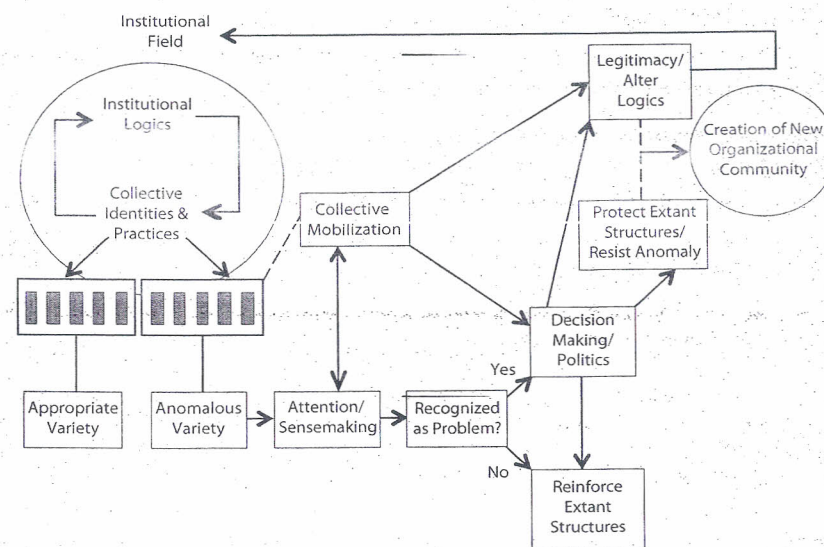 Institutional
Field
Institutional
Logics
Collective
Identities &
Practices
Collective
Mobilization
Legitimacy/
Alter
Logics
Creation of New
Organizational
Community
Protect Extant
Structures/
Resist Anomaly
Decision
Making/
Politics
Yes
Appropriate
Variety
Anomalous
Variety
Attention/
Sensemaking
Recognized
as Problem?
No
Reinforce
Extant
Structures